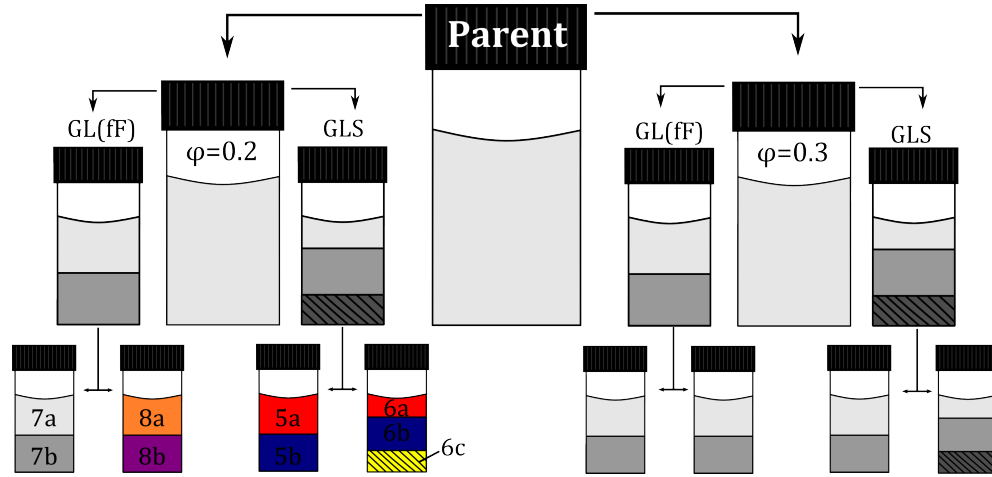 Parent
GL(fF)
φ=0.2
GLS
GL(fF)
φ=0.3
GLS
7a
7b
8a
8b
5a
5b
6a
6b
6c